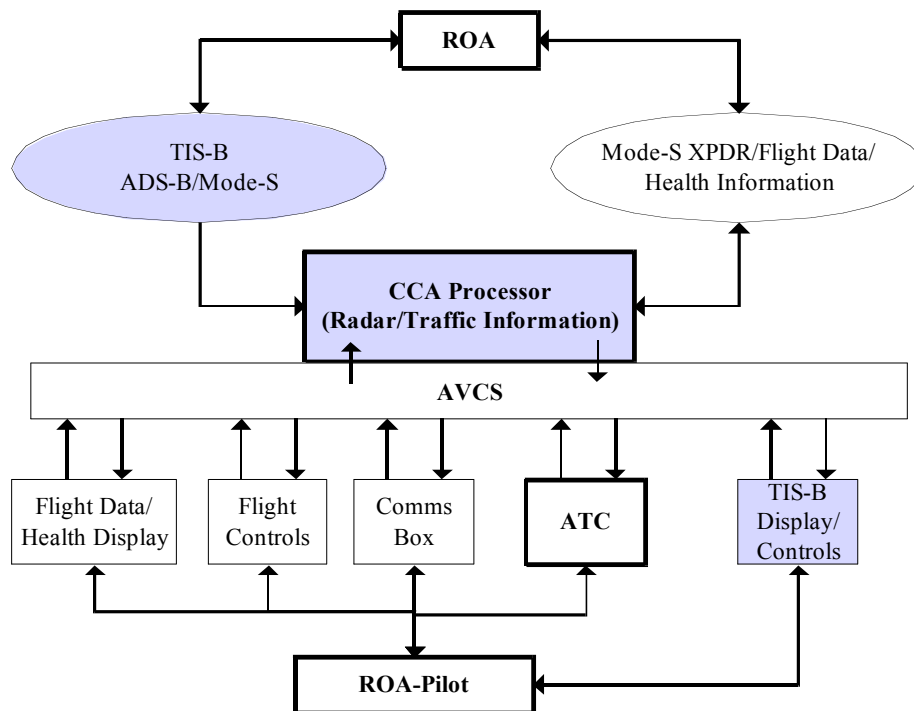 ROA
TIS-B
ADS-B/Mode-S
Mode-S XPDR/Flight Data/
Health Information
CCA Processor
(Radar/Traffic Information)
AVCS
Flight Data/
Health Display
Flight
Controls
Comms
Box
ATC
TIS-B
Display/
Controls
ROA-Pilot